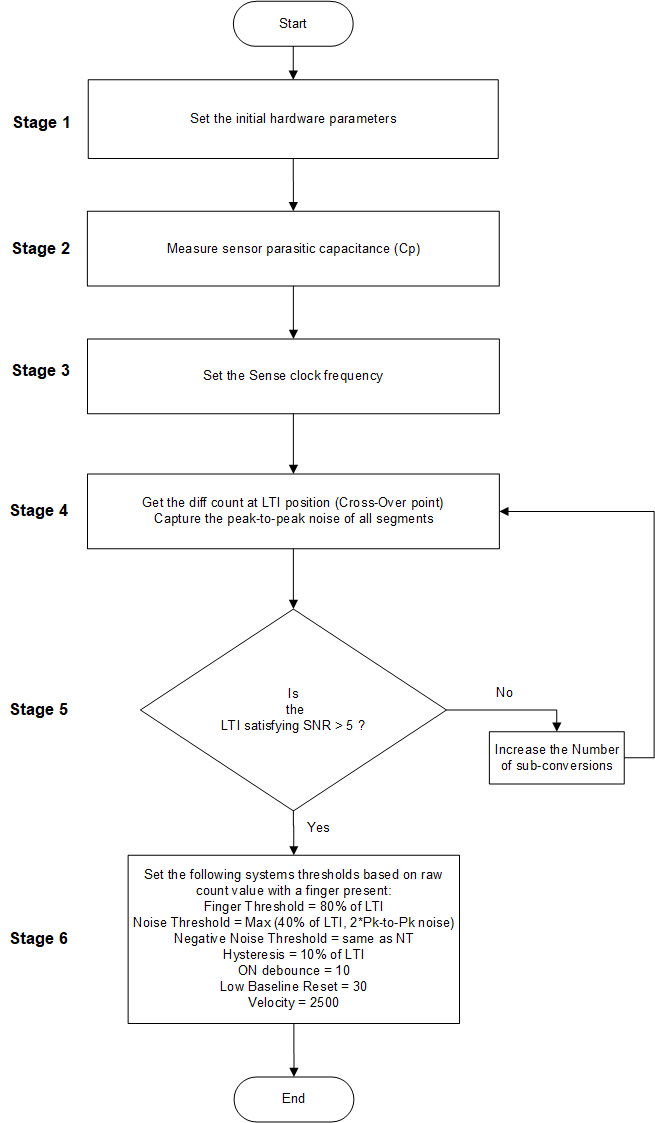 Start
Stage 1
Set the initial hardware parameters
Stage 2
Measure sensor parasitic capacitance (Cp)
Stage 3
Set the Sense clock frequency
Stage 4
Get the diff count at LTI position (Cross-Over point)
Capture the peak-to-peak noise of all segments
Stage 5
Is
the
LTI satisfying SNR > 5 ?
No
Increase the Number
of sub-conversions
Yes
Stage 6
Set the following systems thresholds based on raw
count value with a finger present:
Finger Threshold = 80% of LTI
Noise Threshold = Max (40% of LTI, 2*Pk-to-Pk noise)
Negative Noise Threshold = same as NT
Hysteresis = 10% of LTI
ON debounce = 10
Low Baseline Reset = 30
Velocity = 2500
End